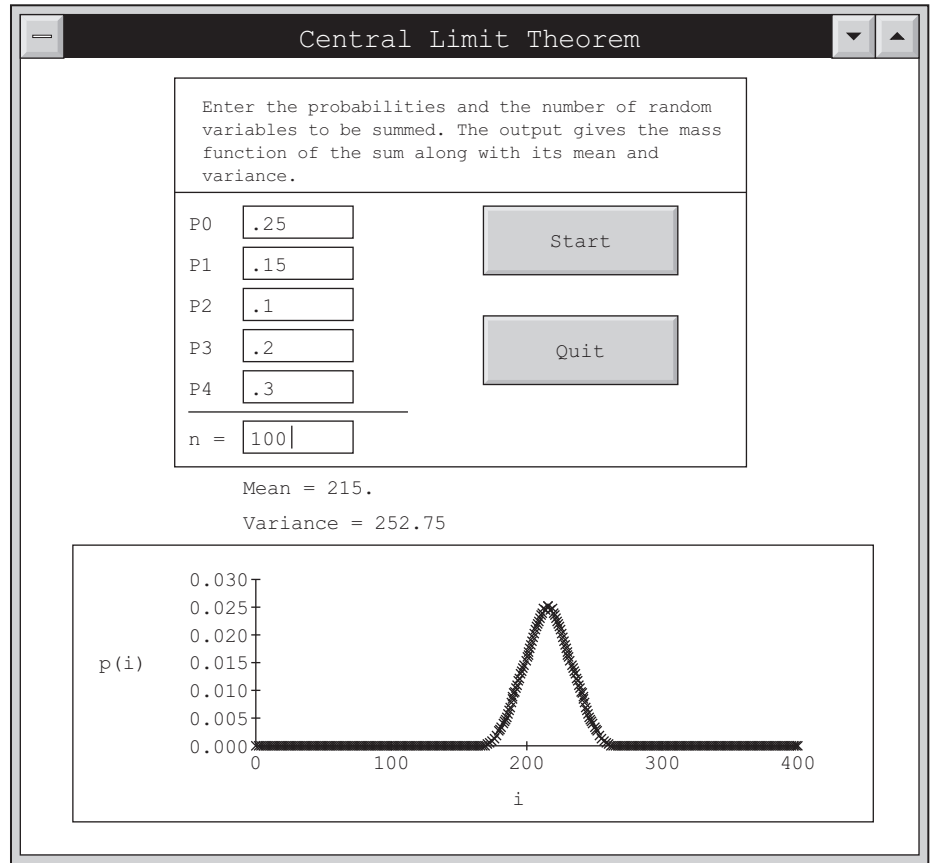 Central Limit Theorem
Enter the probabilities and the number of random
variables to be summed. The output gives the mass
function of the sum along with its mean and
variance.
P0 .25
Start
P1 .15
P2 .1
P3 .2
Quit
P4 .3
n = 100
Mean = 215.
Variance = 252.75
0.030
0.025
0.020
p(i) 0.015
0.010
0.005
0.000
0 100 200 300 400
i